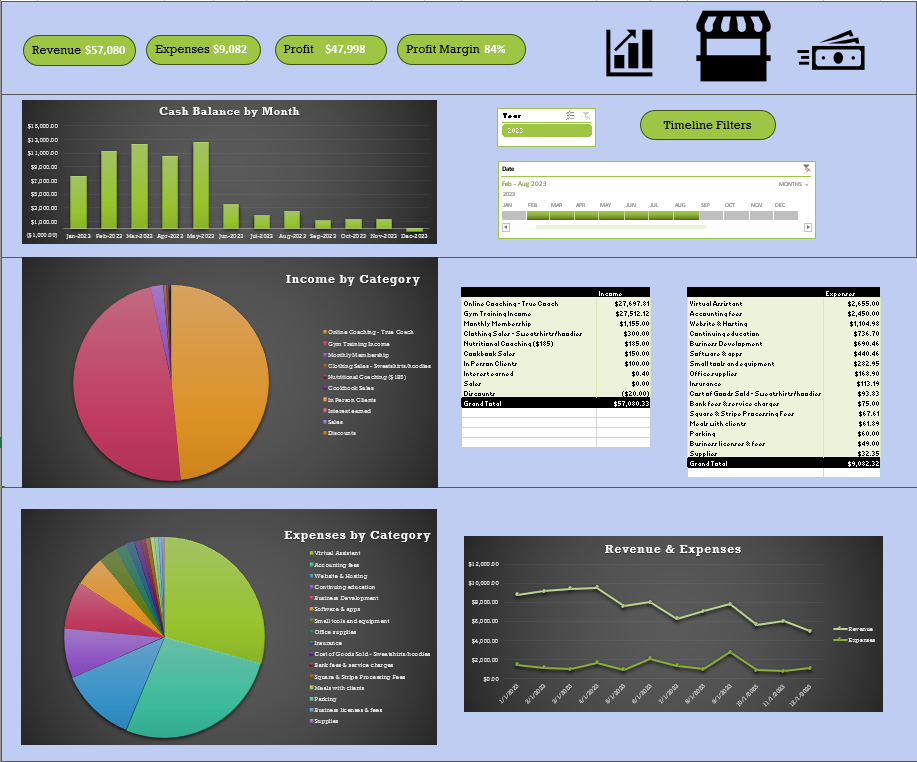 Revenue $57,080
Expenses $9,082
Profit $47,998
Profit Margin 84%
Cash Balance by Month
$15,000.00
$13,000.00
$11,000.00
$9,000.00
$7,000.00
$5,000.00
$3,000.00
$1,000.00
($1,000.00)
Jan-2023 Feb-2023 Mar-2023 Apr-2023 May-2023 Jun-2023 Jul-2023 Aug-2023 Sep-2023 Oct-2023 Nov-2023 Dec-2023
Year
2023
Timeline Filters
Date
Feb - Aug 2023 MONTHS
2023
JAN FEB MAR APR MAY JUN JUL AUG SEP OCT NOV DEC
Income by Category
Online Coaching - True Coach
Gym Training Income
Monthly Membership
Clothing Sales - Sweatshirts/hoodies
Nutritional Coaching ($185)
Cookbook Sales
In Person Clients
Interest earned
Sales
Discounts
Income
Online Coaching - True Coach $27,697.81
Gym Training Income $27,512.12
Monthly Membership $1,155.00
Clothing Sales - Sweatshirts/hoodies $300.00
Nutritional Coaching ($185) $185.00
Cookbook Sales $150.00
In Person Clients $100.00
Interest earned $0.40
Sales $0.00
Discounts ($20.00)
Grand Total $57,080.33
Expenses
Virtual Assistant $2,655.00
Accounting fees $2,450.00
Website & Hosting $1,104.98
Continuing education $736.70
Business Development $690.46
Software & apps $440.46
Small tools and equipment $282.95
Office supplies $168.90
Insurance $113.19
Cost of Goods Sold - Sweatshirts/hoodies $93.83
Bank fees & service charges $75.00
Square & Stripe Processing Fees $67.61
Meals with clients $61.89
Parking $60.00
Business licenses & fees $49.00
Supplies $32.35
Grand Total $9,082.32
Expenses by Category
Virtual Assistant
Accounting fees
Website & Hosting
Continuing education
Business Development
Software & apps
Small tools and equipment
Office supplies
Insurance
Cost of Goods Sold - Sweatshirts/hoodies
Bank fees & service charges
Square & Stripe Processing Fees
Meals with clients
Parking
Business licenses & fees
Supplies
Revenue & Expenses
$12,000.00
$10,000.00
$8,000.00
$6,000.00
$4,000.00
$2,000.00
$0.00
1/1/2023 2/1/2023 3/1/2023 4/1/2023 5/1/2023 6/1/2023 7/1/2023 8/1/2023 9/1/2023 10/1/2023 11/1/2023 12/1/2023
Revenue
Expenses